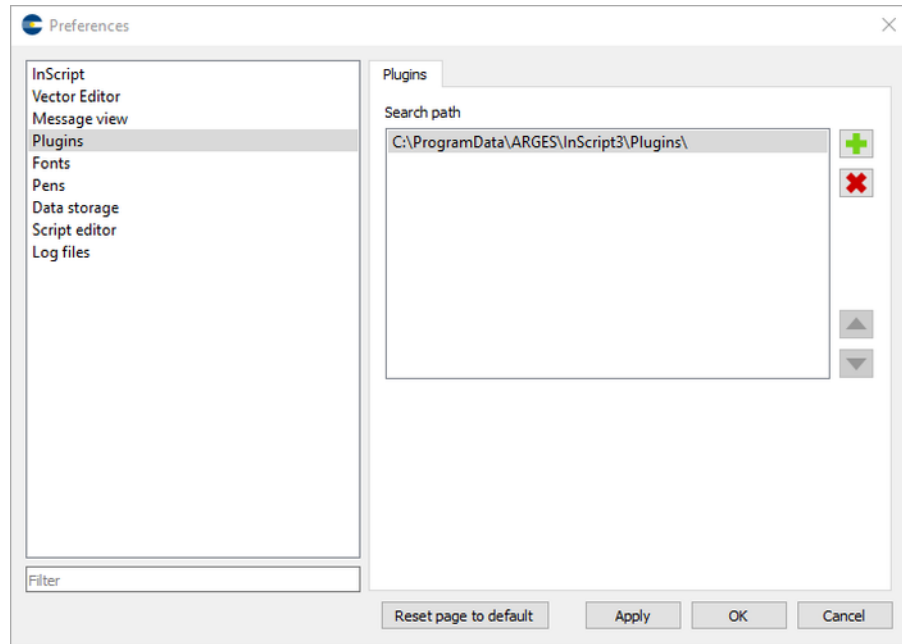 Preferences
InScript
Vector Editor
Message view
Plugins
Fonts
Pens
Data storage
Script editor
Log files
Filter
Plugins
Search path
C:\ProgramData\ARGES\InScript3\Plugins\
Reset page to default
Apply
OK
Cancel